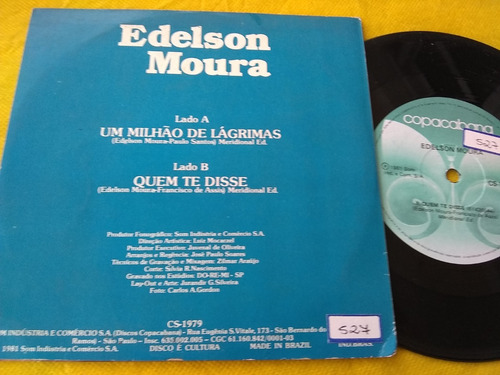 Edelson
Moura
Lado A
UM MILHÃO DE LÁGRIMAS
(Edelson Moura-Paulo Santos) Meridional Ed.
Lado B
QUEM TE DISSE
(Edelson Moura-Francisco de Assis) Meridional Ed.
Produtor Fonográfico: Som Indústria e Comércio S.A.
Direção Artística: Luiz Mocarzel
Produtor Executivo: Juvenal de Oliveira
Arranjos e Regência: José Paulo Soares
Técnicos de Gravação e Mixagem: Zilmar Araújo
Corte: Silvia R.Nascimento
Gravado nos Estúdios: DO-RE-MI - SP
Lay-Out e Arte: Jurandir G.Silveira
Foto: Carlos A.Gordon
CS-1979
INDÚSTRIA E COMÉRCIO S.A. (Discos Copacabana) - Rua Eugênia S.Vitale, 173 - São Bernardo do
Ramos) - São Paulo - Insc. 635.002.005 - CGC 61.160.842/0001-03
1981 Som Indústria e Comércio S.A. DISCO É CULTURA MADE IN BRAZIL
IND.BRAS.
527
copacabana
527
EDELSON MOURA
CS
QUEM TE DISSE